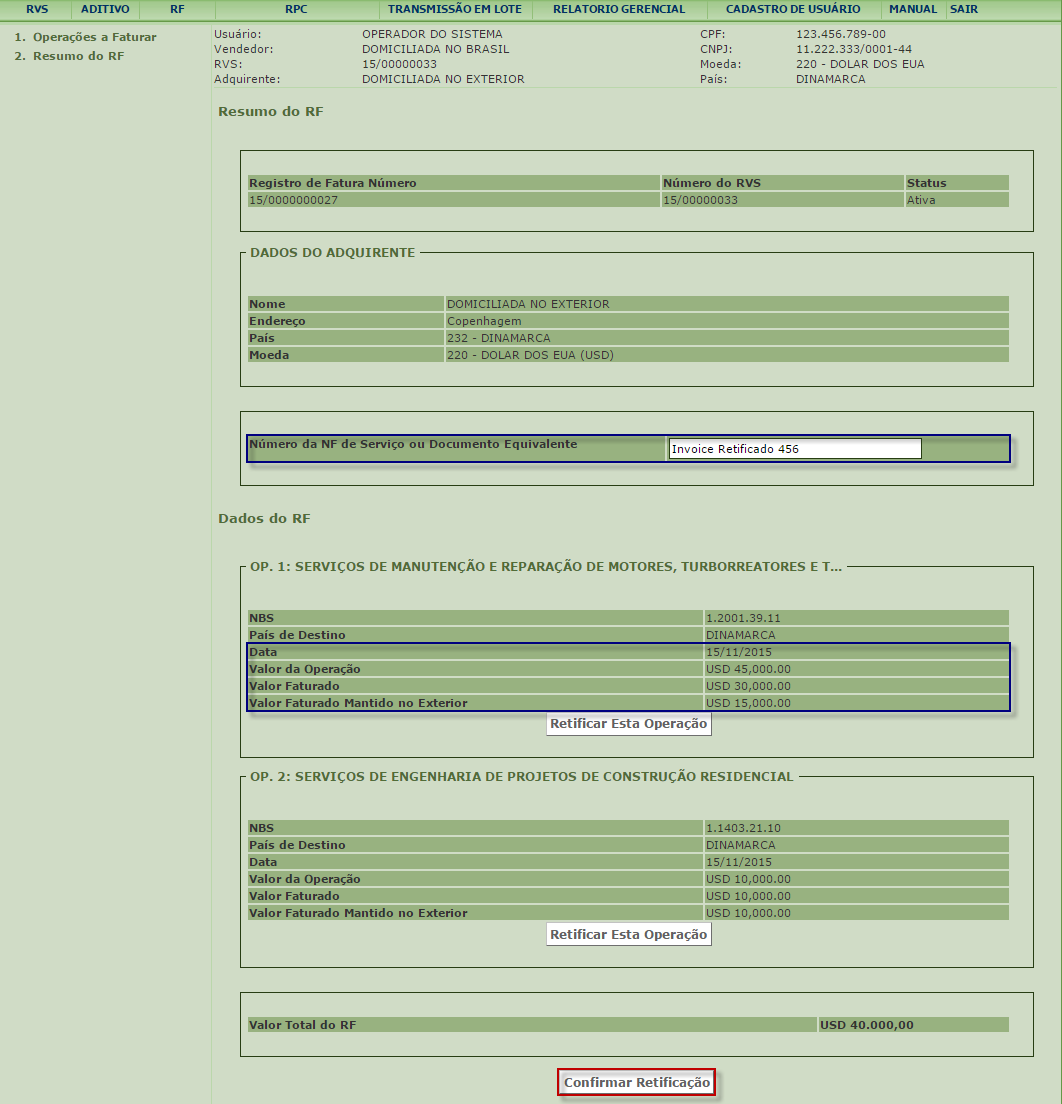 RVS ADITIVO RF RPC TRANSMISSÃO EM LOTE RELATORIO GERENCIAL CADASTRO DE USUÁRIO MANUAL SAIR
1. Operações a Faturar
2. Resumo do RF
Usuário: OPERADOR DO SISTEMA CPF: 123.456.789-00
Vendedor: DOMICILIADA NO BRASIL CNPJ: 11.222.333/0001-44
RVS: 15/00000033 Moeda: 220 - DOLAR DOS EUA
Adquirente: DOMICILIADA NO EXTERIOR País: DINAMARCA
Resumo do RF
Registro de Fatura Número Número do RVS Status
15/0000000027 15/00000033 Ativa
DADOS DO ADQUIRENTE
Nome DOMICILIADA NO EXTERIOR
Endereço Copenhagem
País 232 - DINAMARCA
Moeda 220 - DOLAR DOS EUA (USD)
Número da NF de Serviço ou Documento Equivalente Invoice Retificado 456
Dados do RF
OP. 1: SERVIÇOS DE MANUTENÇÃO E REPARAÇÃO DE MOTORES, TURBORREATORES E T...
NBS 1.2001.39.11
País de Destino DINAMARCA
Data 15/11/2015
Valor da Operação USD 45,000.00
Valor Faturado USD 30,000.00
Valor Faturado Mantido no Exterior USD 15,000.00
Retificar Esta Operação
OP. 2: SERVIÇOS DE ENGENHARIA DE PROJETOS DE CONSTRUÇÃO RESIDENCIAL
NBS 1.1403.21.10
País de Destino DINAMARCA
Data 15/11/2015
Valor da Operação USD 10,000.00
Valor Faturado USD 10,000.00
Valor Faturado Mantido no Exterior USD 10,000.00
Retificar Esta Operação
Valor Total do RF USD 40.000,00
Confirmar Retificação